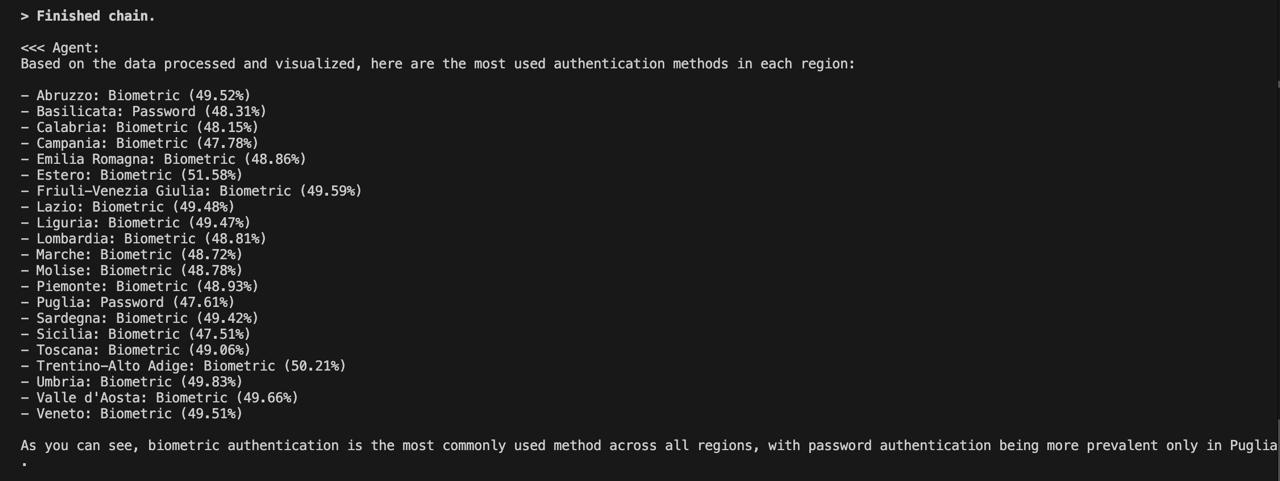 > Finished chain.
<<< Agent:
Based on the data processed and visualized, here are the most used authentication methods in each region:
- Abruzzo: Biometric (49.52%)
- Basilicata: Password (48.31%)
- Calabria: Biometric (48.15%)
- Campania: Biometric (47.78%)
- Emilia Romagna: Biometric (48.86%)
- Estero: Biometric (51.58%)
- Friuli-Venezia Giulia: Biometric (49.59%)
- Lazio: Biometric (49.48%)
- Liguria: Biometric (49.47%)
- Lombardia: Biometric (48.81%)
- Marche: Biometric (48.72%)
- Molise: Biometric (48.78%)
- Piemonte: Biometric (48.93%)
- Puglia: Password (47.61%)
- Sardegna: Biometric (49.42%)
- Sicilia: Biometric (47.51%)
- Toscana: Biometric (49.06%)
- Trentino-Alto Adige: Biometric (50.21%)
- Umbria: Biometric (49.83%)
- Valle d'Aosta: Biometric (49.66%)
- Veneto: Biometric (49.51%)
As you can see, biometric authentication is the most commonly used method across all regions, with password authentication being more prevalent only in Puglia
.